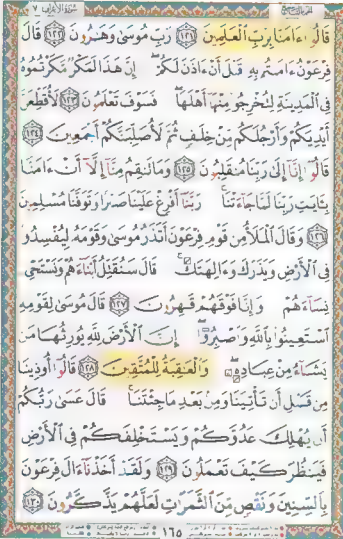 سورة الأعراف ٧
قَالُوٓا۟ ءَامَنَّا بِرَبِّ ٱلْعَٰلَمِينَ ١٢١ رَبِّ مُوسَىٰ وَهَٰرُونَ ١٢٢ قَالَ
فِرْعَوْنُ ءَامَنتُم بِهِۦ قَبْلَ أَنْ ءَاذَنَ لَكُمْ إِنَّ هَٰذَا لَمَكْرٌ مَّكَرْتُمُوهُ
فِى ٱلْمَدِينَةِ لِتُخْرِجُوا۟ مِنْهَآ أَهْلَهَا فَسَوْفَ تَعْلَمُونَ ١٢٣ لَأُقَطِّعَنَّ
أَيْدِيَكُمْ وَأَرْجُلَكُم مِّنْ خِلَٰفٍ ثُمَّ لَأُصَلِّبَنَّكُمْ أَجْمَعِينَ ١٢٤
قَالُوٓا۟ إِنَّآ إِلَىٰ رَبِّنَا مُنقَلِبُونَ ١٢٥ وَمَا تَنقِمُ مِنَّآ إِلَّآ أَنْ ءَامَنَّا
بِـَٔايَٰتِ رَبِّنَا لَمَّا جَآءَتْنَا رَبَّنَآ أَفْرِغْ عَلَيْنَا صَبْرًا وَتَوَفَّنَا مُسْلِمِينَ
١٢٦ وَقَالَ ٱلْمَلَأُ مِن قَوْمِ فِرْعَوْنَ أَتَذَرُ مُوسَىٰ وَقَوْمَهُۥ لِيُفْسِدُوا۟
فِى ٱلْأَرْضِ وَيَذَرَكَ وَءَالِهَتَكَ قَالَ سَنُقَتِّلُ أَبْنَآءَهُمْ وَنَسْتَحْىِۦ
نِسَآءَهُمْ وَإِنَّا فَوْقَهُمْ قَٰهِرُونَ ١٢٧ قَالَ مُوسَىٰ لِقَوْمِهِ
ٱسْتَعِينُوا۟ بِٱللَّهِ وَٱصْبِرُوٓا۟ إِنَّ ٱلْأَرْضَ لِلَّهِ يُورِثُهَا مَن
يَشَآءُ مِنْ عِبَادِهِۦ وَٱلْعَٰقِبَةُ لِلْمُتَّقِينَ ١٢٨ قَالُوٓا۟ أُوذِينَا
مِن قَبْلِ أَن تَأْتِيَنَا وَمِنۢ بَعْدِ مَا جِئْتَنَا قَالَ عَسَىٰ رَبُّكُمْ
أَن يُهْلِكَ عَدُوَّكُمْ وَيَسْتَخْلِفَكُمْ فِى ٱلْأَرْضِ
فَيَنظُرَ كَيْفَ تَعْمَلُونَ ١٢٩ وَلَقَدْ أَخَذْنَآ ءَالَ فِرْعَوْنَ
بِٱلسِّنِينَ وَنَقْصٍ مِّنَ ٱلثَّمَرَٰتِ لَعَلَّهُمْ يَذَّكَّرُونَ ١٣٠
١٦٥